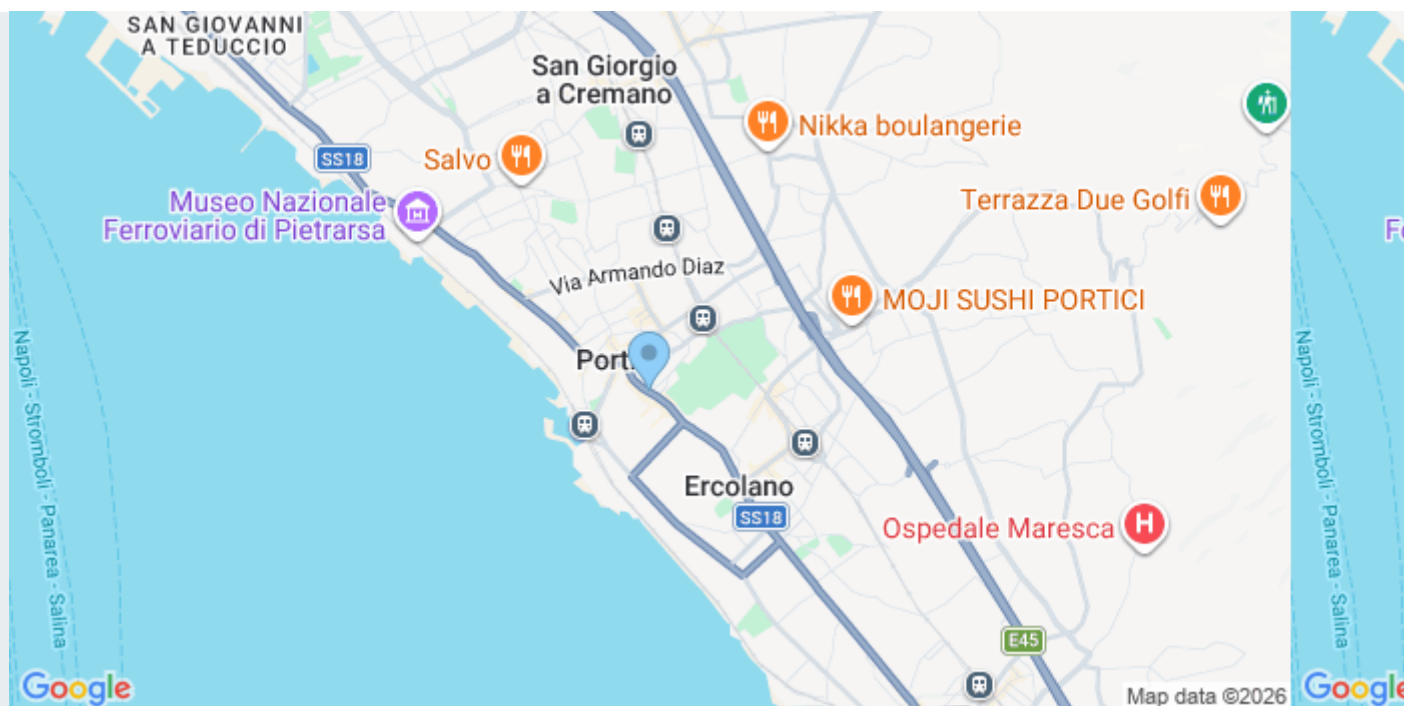 SAN GIOVANNI
A TEDUCCIO
San Giorgio
a Cremano
Nikka boulangerie
SS18
Salvo
Museo Nazionale
Ferroviario di Pietrarsa
Terrazza Due Golfi
Via Armando Diaz
MOJI SUSHI PORTICI
Napoli - Stromboli - Panarea - Salina
Napoli - Stromboli - Panarea - Salina
Ercolano
SS18
Ospedale Maresca
H
E45
Google
Map data ©2026
Google